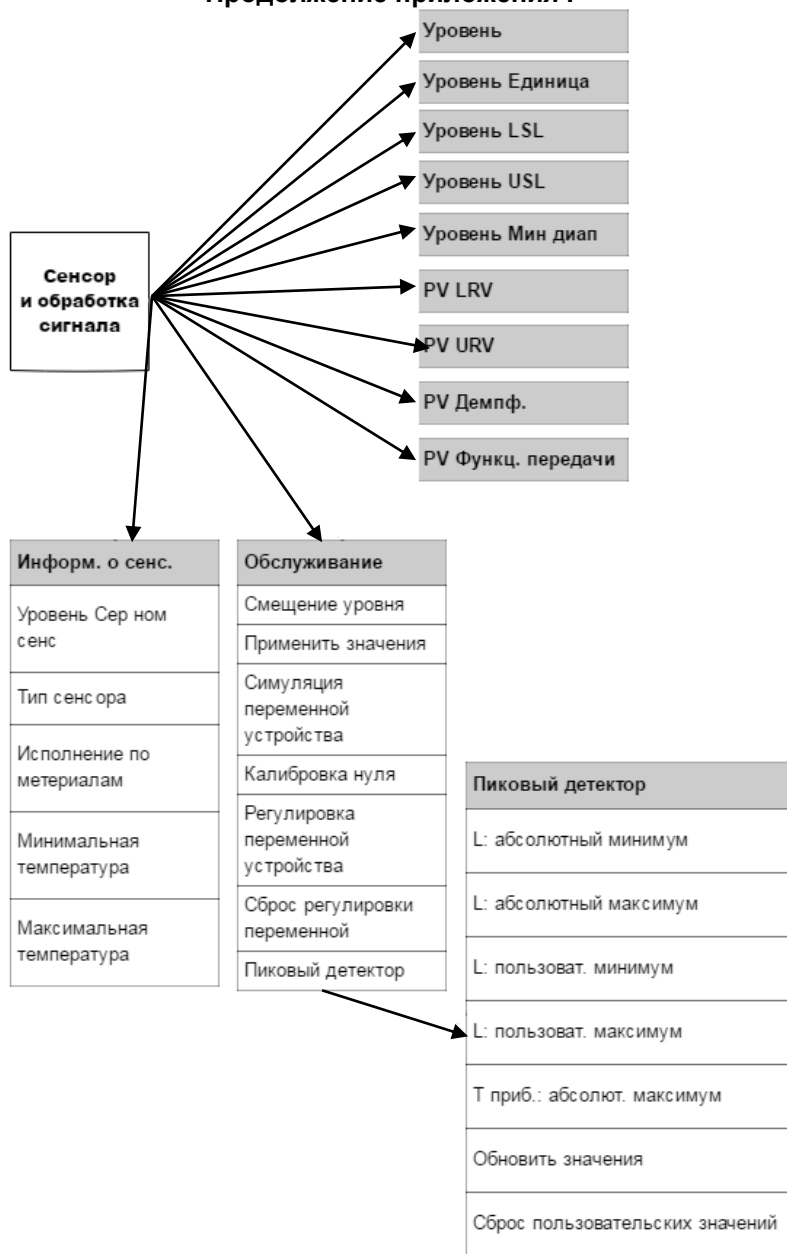 Продолжение приложения .
Уровень
Уровень Единица
Уровень LSL
Уровень USL
Уровень Мин диап
PV LRV
PV URV
PV Демпф.
PV Функц. передачи
Сенсор
и обработка
сигнала
Информ. о сенс.
Уровень Сер ном
сенс
Тип сенсора
Исполнение по
метериалам
Минимальная
температура
Максимальная
температура
Обслуживание
Смещение уровня
Применить значения
Симуляция
переменной
устройства
Калибровка нуля
Регулировка
переменной
устройства
Сброс регулировки
переменной
Пиковый детектор
Пиковый детектор
L: абсолютный минимум
L: абсолютный максимум
L: пользоват. минимум
L: пользоват. максимум
T приб.: абсолют. максимум
Обновить значения
Сброс пользовательских значений